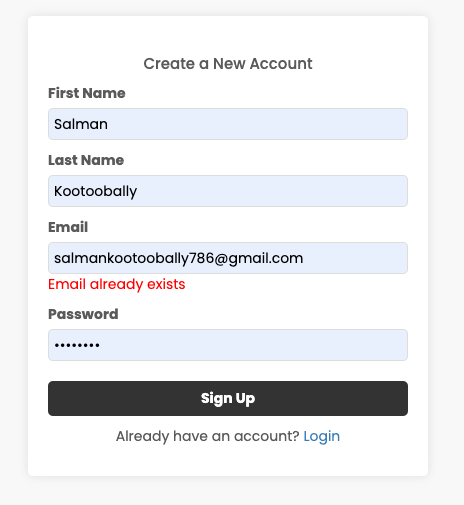 Create a New Account
First Name
Salman
Last Name
Kootoobally
Email
salmankootoobally786@gmail.com
Email already exists
Password
••••••••
Sign Up
Already have an account? Login